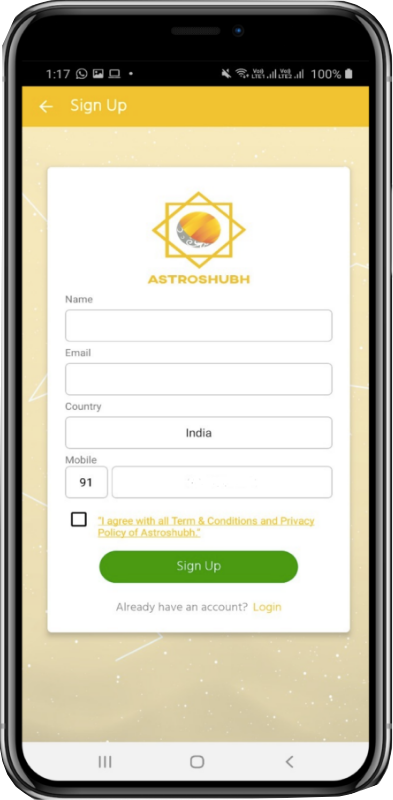 1:17
100%
Sign Up
ASTROSHUBH
Name
Email
Country
India
Mobile
91
"I agree with all Term & Conditions and Privacy
Policy of Astroshubh."
Sign Up
Already have an account? Login